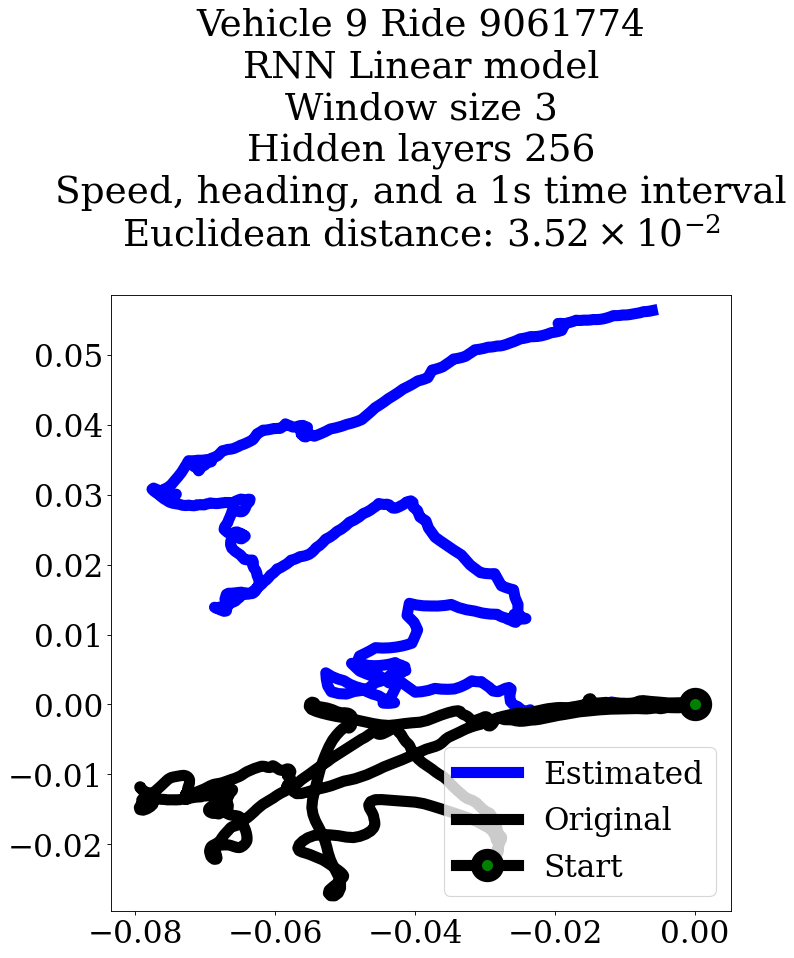 Vehicle 9 Ride 9061774
RNN Linear model
Window size 3
Hidden layers 256
Speed, heading, and a 1s time interval
Euclidean distance: 3.52 × 10⁻²
0.05
0.04
0.03
0.02
0.01
0.00
−0.01
−0.02
Estimated
Original
Start
−0.08
−0.06
−0.04
−0.02
0.00